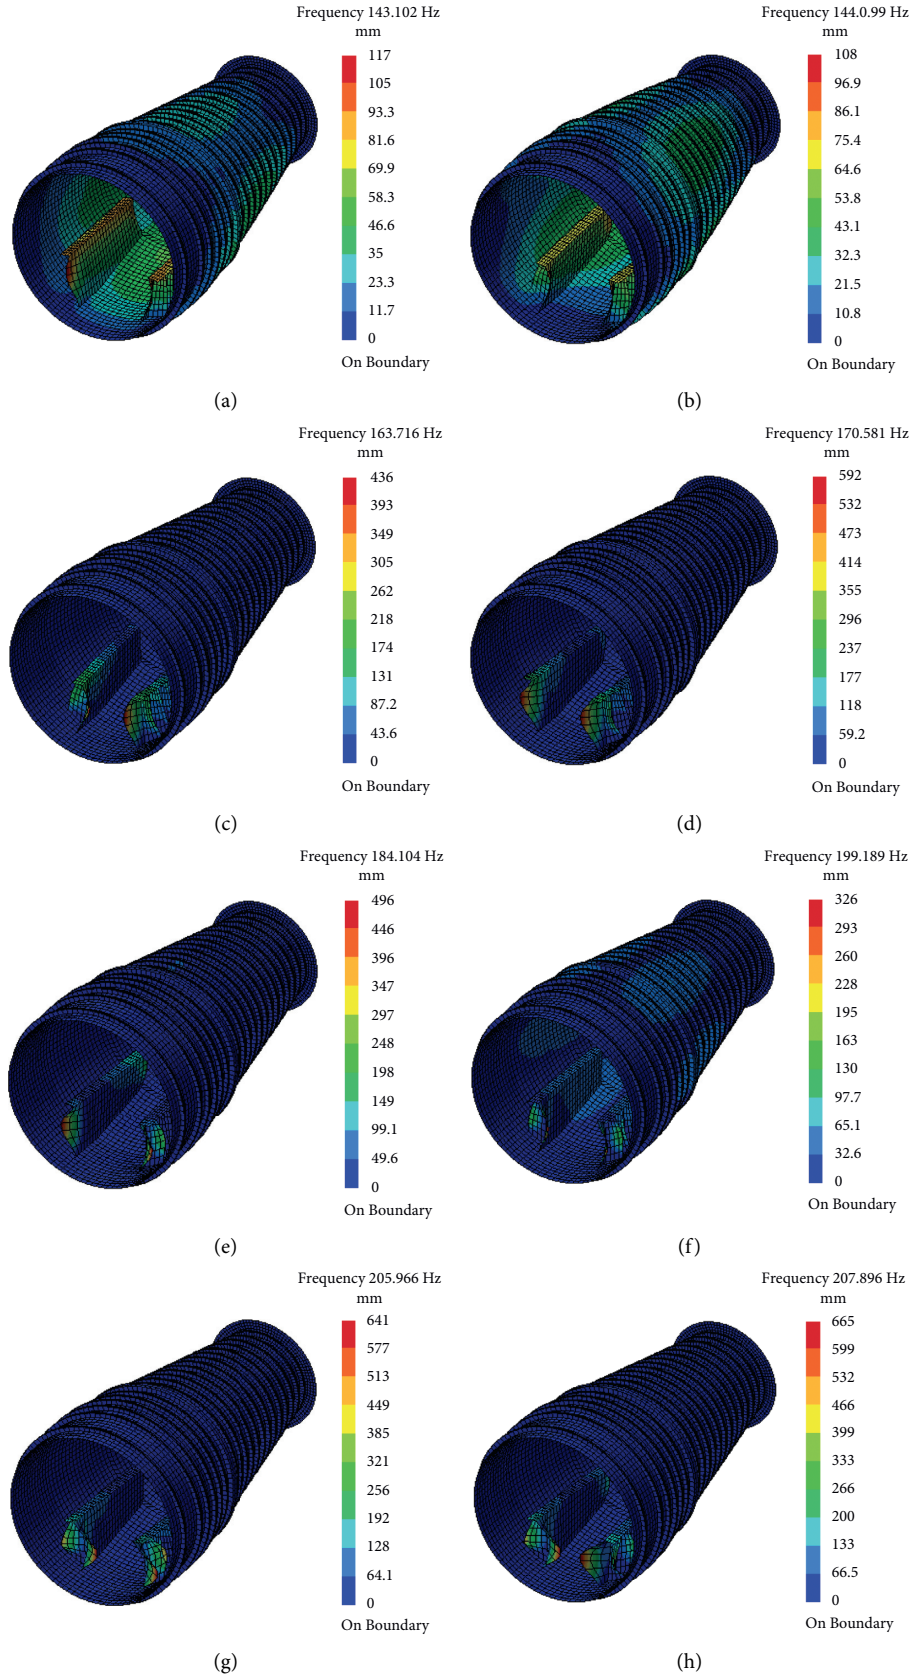 Frequency 143.102 Hz
mm
117
105
93.3
81.6
69.9
58.3
46.6
35
23.3
11.7
0
On Boundary
(a)
Frequency 144.0.99 Hz
mm
108
96.9
86.1
75.4
64.6
53.8
43.1
32.3
21.5
10.8
0
On Boundary
(b)
Frequency 163.716 Hz
mm
436
393
349
305
262
218
174
131
87.2
43.6
0
On Boundary
(c)
Frequency 170.581 Hz
mm
592
532
473
414
355
296
237
177
118
59.2
0
On Boundary
(d)
Frequency 184.104 Hz
mm
496
446
396
347
297
248
198
149
99.1
49.6
0
On Boundary
(e)
Frequency 199.189 Hz
mm
326
293
260
228
195
163
130
97.7
65.1
32.6
0
On Boundary
(f)
Frequency 205.966 Hz
mm
641
577
513
449
385
321
256
192
128
64.1
0
On Boundary
(g)
Frequency 207.896 Hz
mm
665
599
532
466
399
333
266
200
133
66.5
0
On Boundary
(h)